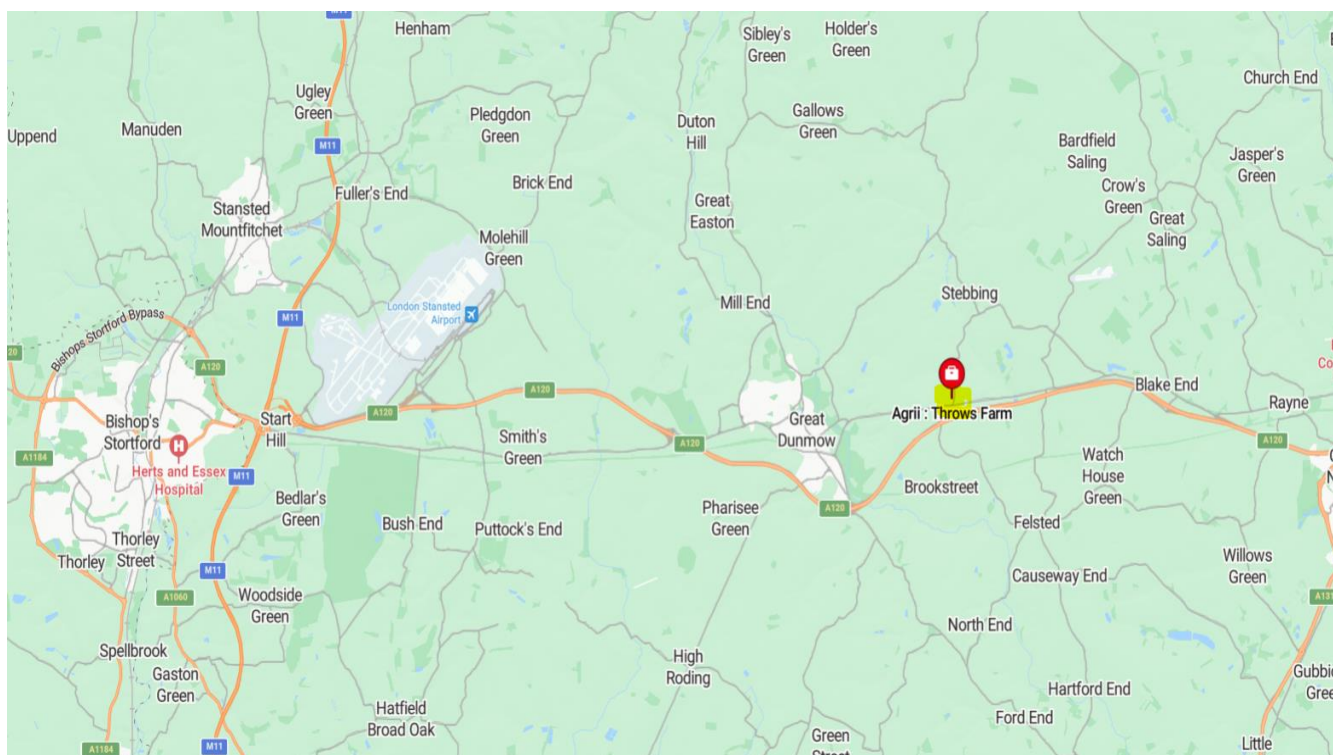 M11
Henham
Sibley's
Green
Holder's
Green
Church End
Ugley
Green
Uppend
Manuden
Pledgdon
Green
Duton
Hill
Gallows
Green
M11
Bardfield
Saling
Jasper's
Green
Fuller's End
Brick End
Crow's
Green
Stansted
Mountfitchet
Great
Easton
Great
Saling
Molehill
Green
London Stansted
Airport
Mill End
Stebbing
M11
Bishops Stortford Bypass
20
A120
Blake End
A120
A120
Agrii : Throws Farm
Rayne
Bishop's
Stortford
Start
Hill
Great
Dunmow
Smith's
Green
A120
A120
H
A1184
Herts and Essex
Hospital
M11
Watch
House
Green
Brookstreet
Bedlar's
Green
Bush End
Puttock's End
Pharisee
Green
A120
Felsted
Thorley
Street
Thorley
Willows
Green
M11
Causeway End
A1060
Woodside
Green
A131
North End
Spellbrook
Gaston
Green
High
Roding
Hartford End
Hatfield
Broad Oak
Ford End
Green
Little
A1184
M11